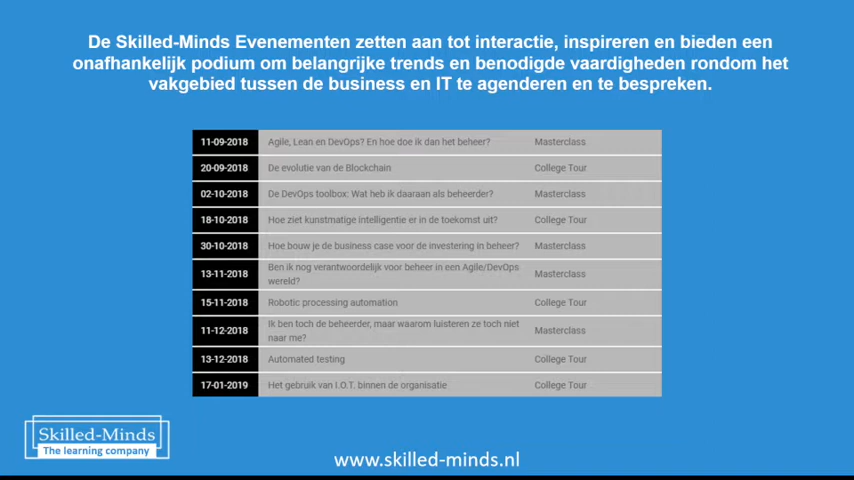 De Skilled-Minds Evenementen zetten aan tot interactie, inspireren en bieden een
onafhankelijk podium om belangrijke trends en benodigde vaardigheden rondom het
vakgebied tussen de business en IT te agenderen en te bespreken.
11-09-2018 Agile, Lean en DevOps? En hoe doe ik dan het beheer? Masterclass
20-09-2018 De evolutie van de Blockchain College Tour
02-10-2018 De DevOps toolbox: Wat heb ik daaraan als beheerder? Masterclass
18-10-2018 Hoe ziet kunstmatige intelligentie er in de toekomst uit? College Tour
30-10-2018 Hoe bouw je de business case voor de investering in beheer? Masterclass
13-11-2018 Ben ik nog verantwoordelijk voor beheer in een Agile/DevOps
wereld? Masterclass
15-11-2018 Robotic processing automation College Tour
11-12-2018 Ik ben toch de beheerder, maar waarom luisteren ze toch niet
naar me? Masterclass
13-12-2018 Automated testing College Tour
17-01-2019 Het gebruik van I.O.T. binnen de organisatie College Tour
Skilled-Minds
The learning company
www.skilled-minds.nl